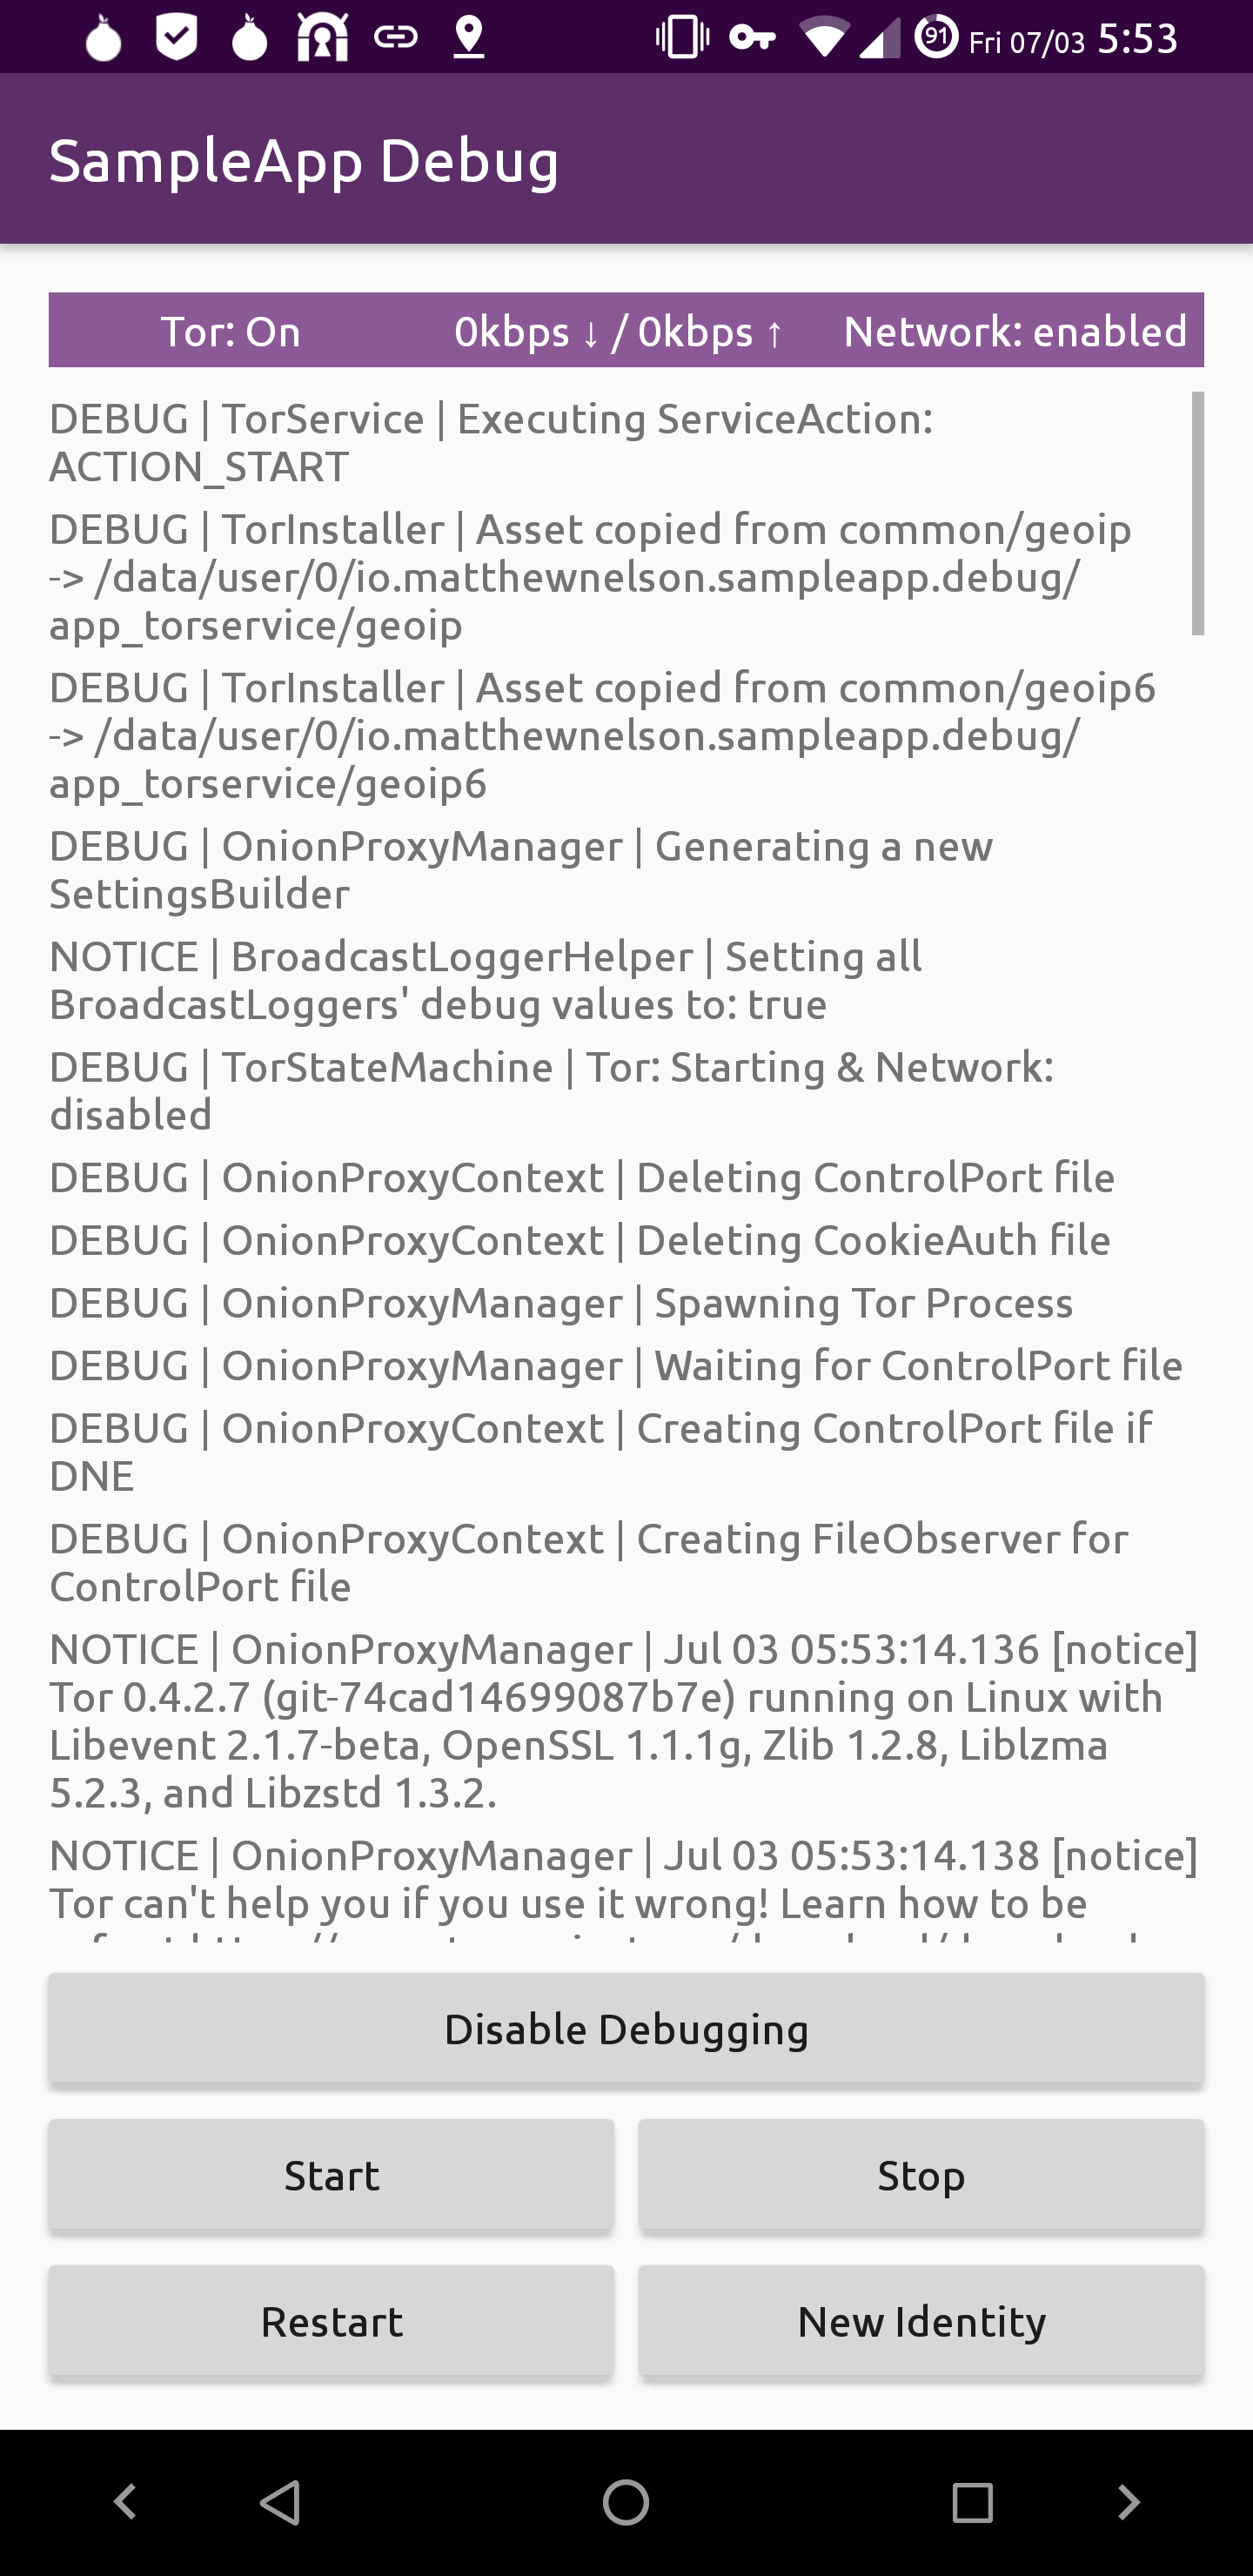 91 Fri 07/03 5:53
SampleApp Debug
Tor: On 0kbps ↓ / 0kbps ↑ Network: enabled
DEBUG | TorService | Executing ServiceAction:
ACTION_START
DEBUG | TorInstaller | Asset copied from common/geoip
-> /data/user/0/io.matthewnelson.sampleapp.debug/
app_torservice/geoip
DEBUG | TorInstaller | Asset copied from common/geoip6
-> /data/user/0/io.matthewnelson.sampleapp.debug/
app_torservice/geoip6
DEBUG | OnionProxyManager | Generating a new
SettingsBuilder
NOTICE | BroadcastLoggerHelper | Setting all
BroadcastLoggers' debug values to: true
DEBUG | TorStateMachine | Tor: Starting & Network:
disabled
DEBUG | OnionProxyContext | Deleting ControlPort file
DEBUG | OnionProxyContext | Deleting CookieAuth file
DEBUG | OnionProxyManager | Spawning Tor Process
DEBUG | OnionProxyManager | Waiting for ControlPort file
DEBUG | OnionProxyContext | Creating ControlPort file if
DNE
DEBUG | OnionProxyContext | Creating FileObserver for
ControlPort file
NOTICE | OnionProxyManager | Jul 03 05:53:14.136 [notice]
Tor 0.4.2.7 (git-74cad14699087b7e) running on Linux with
Libevent 2.1.7-beta, OpenSSL 1.1.1g, Zlib 1.2.8, Liblzma
5.2.3, and Libzstd 1.3.2.
NOTICE | OnionProxyManager | Jul 03 05:53:14.138 [notice]
Tor can't help you if you use it wrong! Learn how to be
Disable Debugging
Start Stop
Restart New Identity